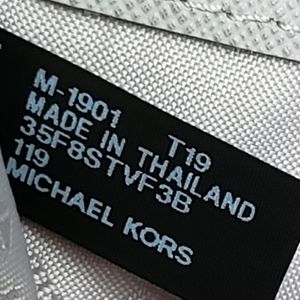 M-1901 T19
MADE IN THAILAND
35F8STVF3B
119
MICHAEL KORS